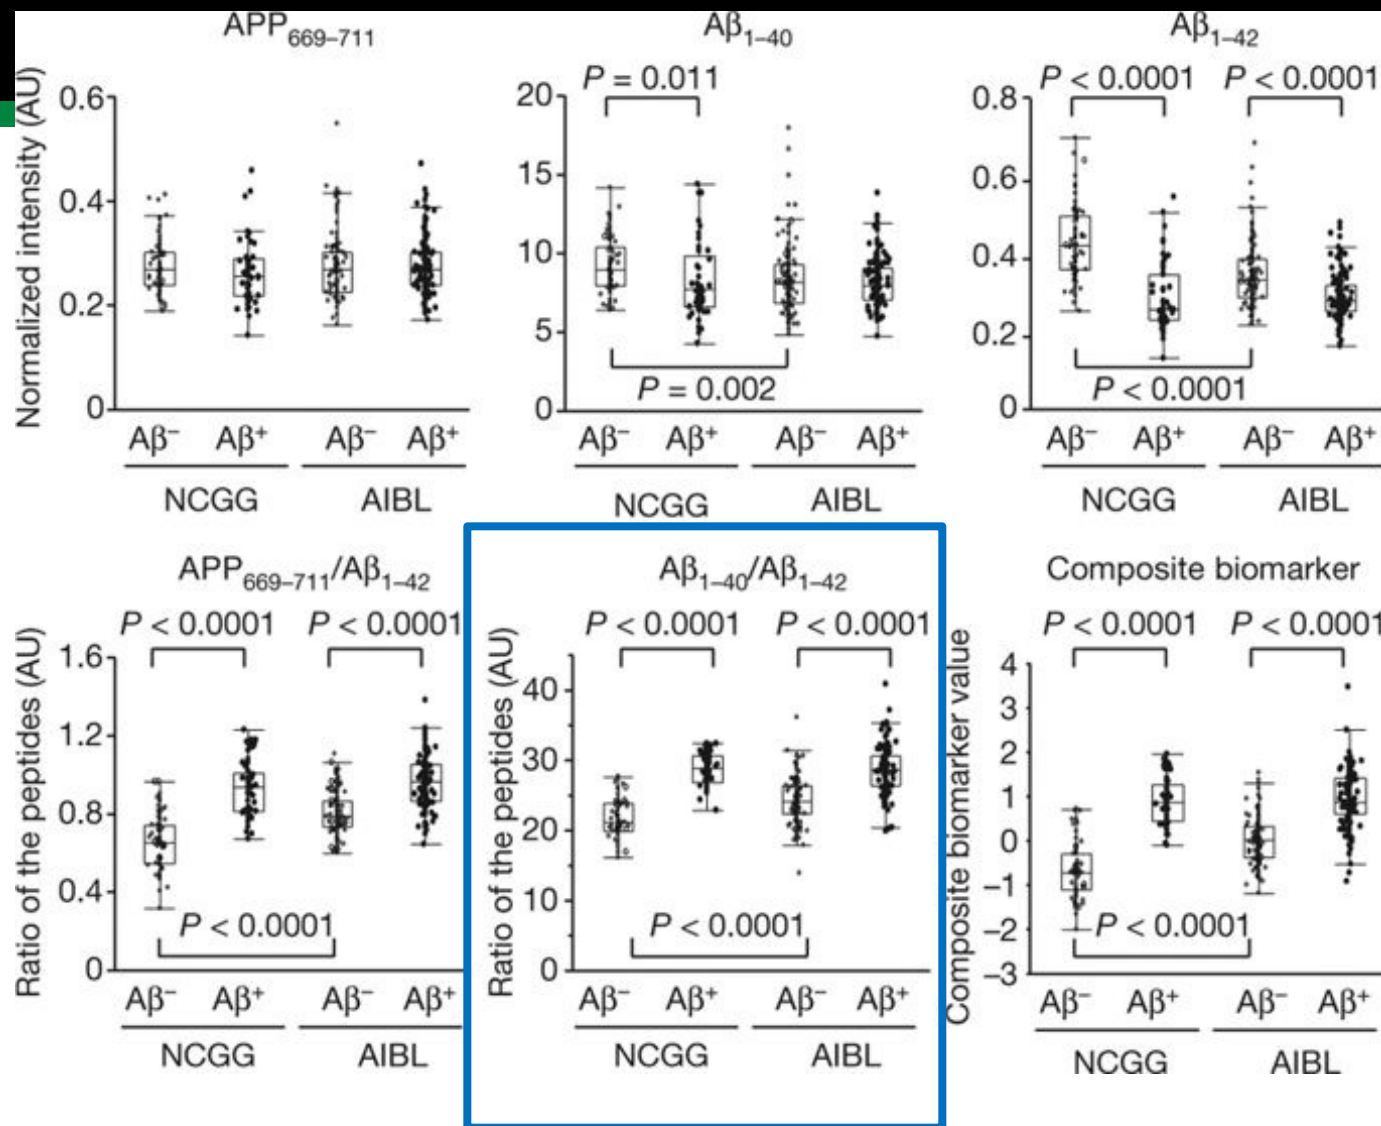 APP669–711
Normalized intensity (AU)
0.6
0.4
0.2
0
Aβ– Aβ+ Aβ– Aβ+
NCGG AIBL
Aβ1–40
P = 0.011
20
15
10
5
0
P = 0.002
Aβ– Aβ+ Aβ– Aβ+
NCGG AIBL
Aβ1–42
P < 0.0001 P < 0.0001
0.8
0.6
0.4
0.2
0
P < 0.0001
Aβ– Aβ+ Aβ– Aβ+
NCGG AIBL
APP669–711/Aβ1–42
P < 0.0001 P < 0.0001
Ratio of the peptides (AU)
1.6
1.2
0.8
0.4
0
P < 0.0001
Aβ– Aβ+ Aβ– Aβ+
NCGG AIBL
Aβ1–40/Aβ1–42
P < 0.0001 P < 0.0001
Ratio of the peptides (AU)
40
30
20
10
0
P < 0.0001
Aβ– Aβ+ Aβ– Aβ+
NCGG AIBL
Composite biomarker
P < 0.0001 P < 0.0001
Composite biomarker value
4
3
2
1
0
–1
–2
–3
P < 0.0001
Aβ– Aβ+ Aβ– Aβ+
NCGG AIBL